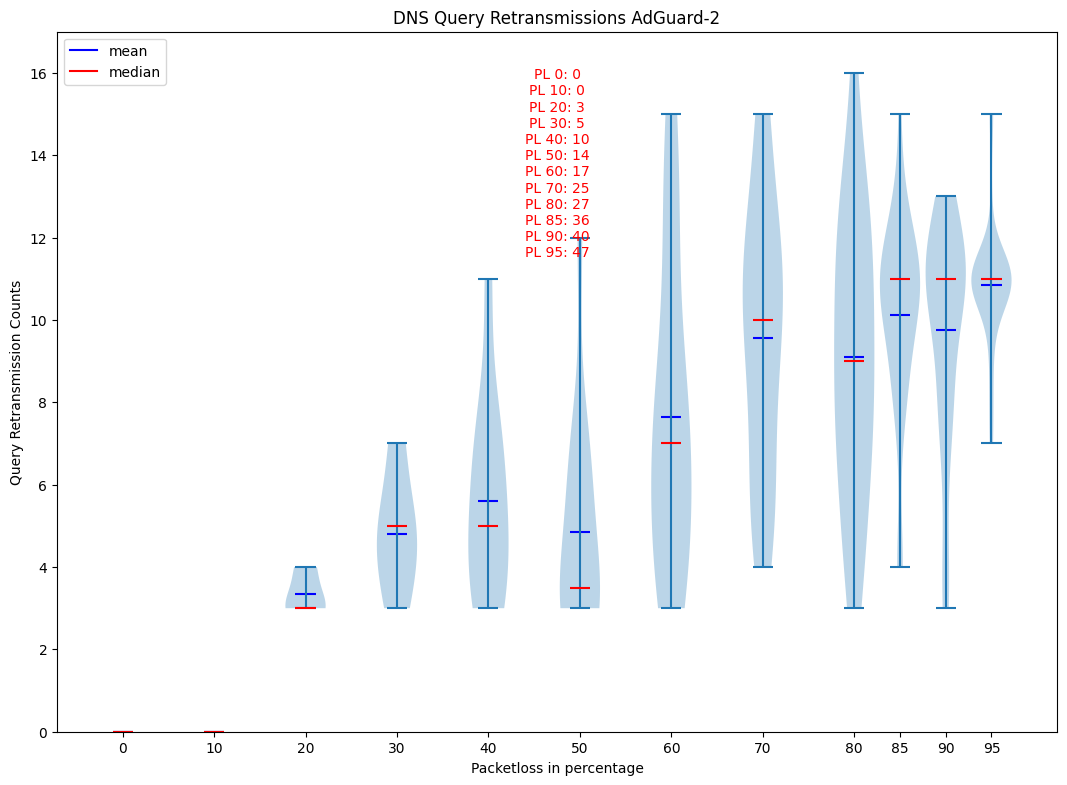 DNS Query Retransmissions AdGuard-2
mean
median
PL 0: 0
PL 10: 0
PL 20: 3
PL 30: 5
PL 40: 10
PL 50: 14
PL 60: 17
PL 70: 25
PL 80: 27
PL 85: 36
PL 90: 40
PL 95: 47
16
14
12
10
8
6
4
2
0
Query Retransmission Counts
0 10 20 30 40 50 60 70 80 85 90 95
Packetloss in percentage